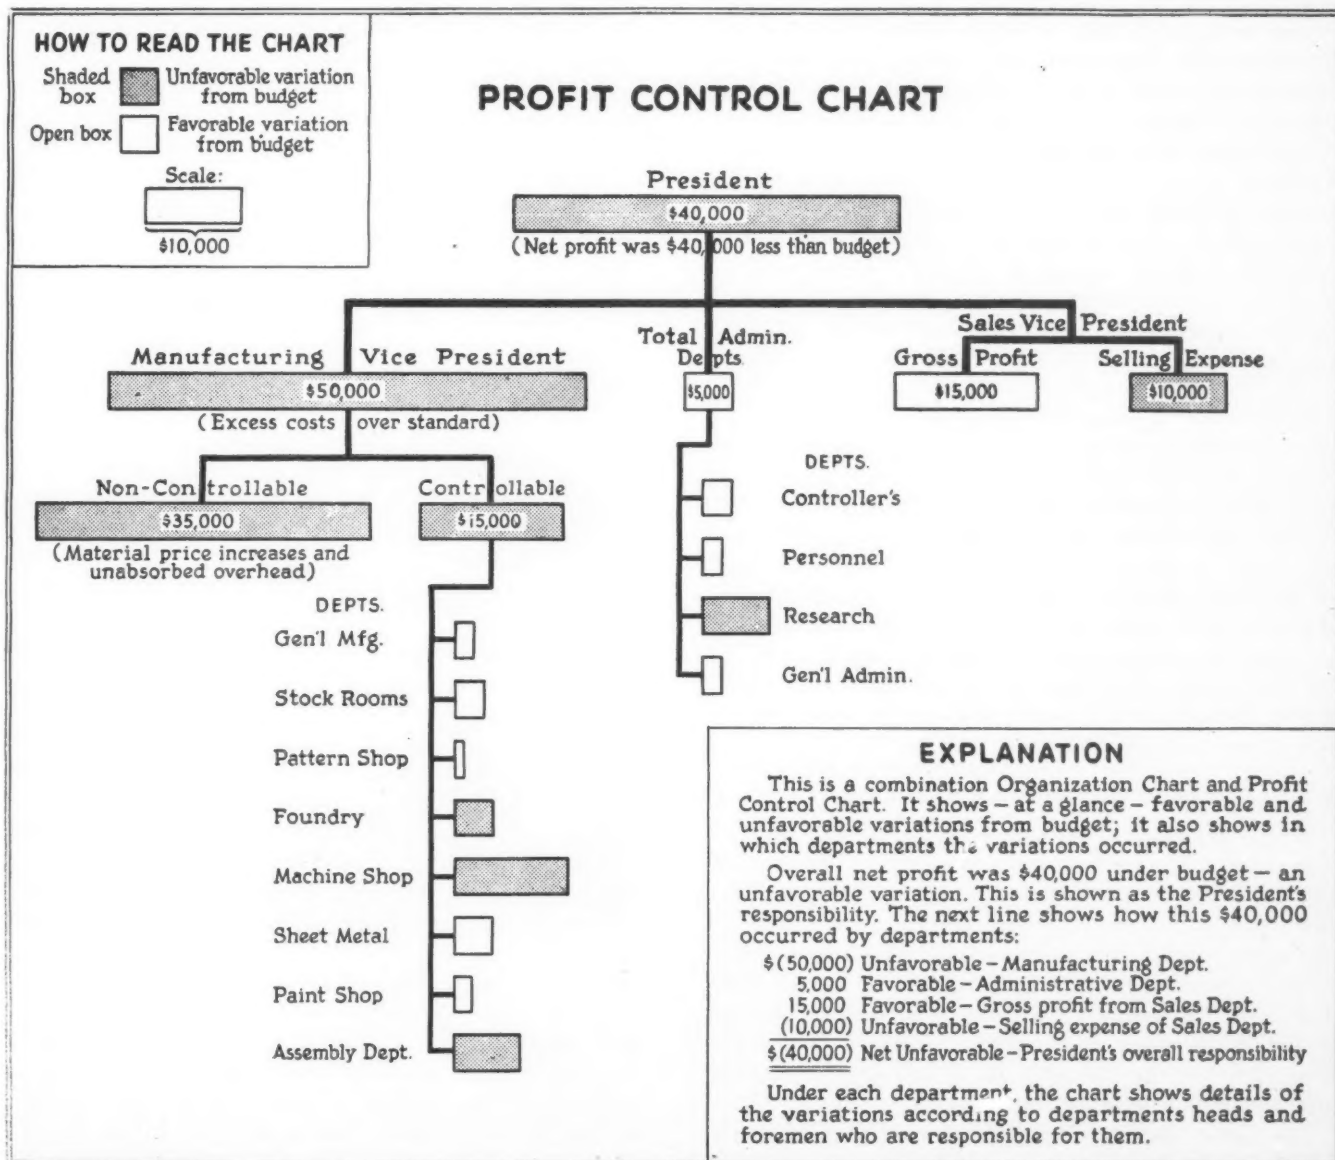 HOW TO READ THE CHART
Shaded box
Unfavorable variation
from budget
Open box
Favorable variation
from budget
Scale:
$10,000
PROFIT CONTROL CHART
President
$40,000
(Net profit was $40,000 less than budget)
Manufacturing Vice President
$50,000
(Excess costs over standard)
Total Admin.
Depts.
$5,000
Sales Vice President
Gross Profit
$15,000
Selling Expense
$10,000
Non-Controllable
$35,000
(Material price increases and
unabsorbed overhead)
Controllable
$15,000
DEPTS.
Gen'l Mfg.
Stock Rooms
Pattern Shop
Foundry
Machine Shop
Sheet Metal
Paint Shop
Assembly Dept.
DEPTS.
Controller's
Personnel
Research
Gen'l Admin.
EXPLANATION
This is a combination Organization Chart and Profit
Control Chart. It shows – at a glance – favorable and
unfavorable variations from budget; it also shows in
which departments the variations occurred.
Overall net profit was $40,000 under budget – an
unfavorable variation. This is shown as the President's
responsibility. The next line shows how this $40,000
occurred by departments:
$(50,000) Unfavorable – Manufacturing Dept.
5,000 Favorable – Administrative Dept.
15,000 Favorable – Gross profit from Sales Dept.
(10,000) Unfavorable – Selling expense of Sales Dept.
$(40,000) Net Unfavorable – President's overall responsibility
Under each department, the chart shows details of
the variations according to departments heads and
foremen who are responsible for them.